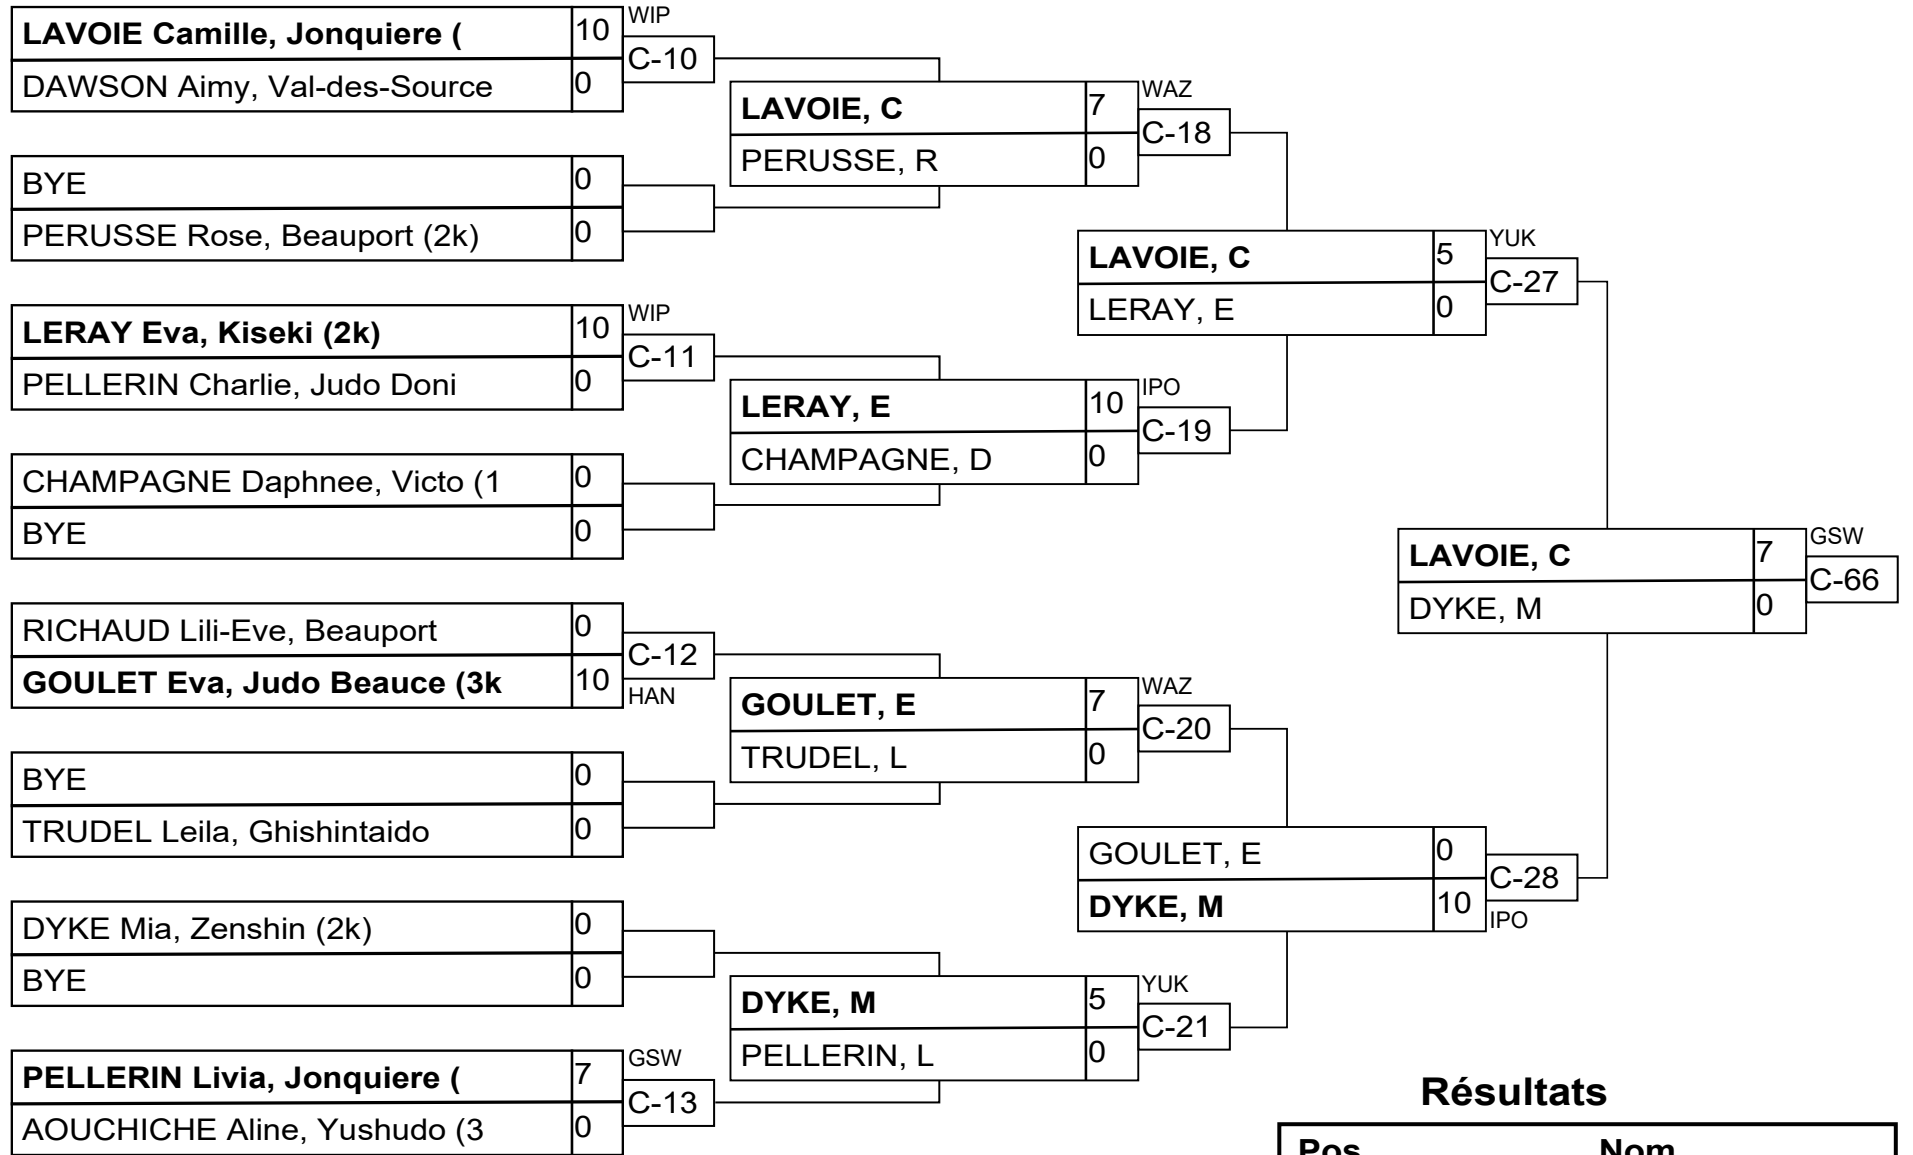 LAVOIE Camille, Jonquiere ( 10 WIP
C-10
DAWSON Aimy, Val-des-Source 0
BYE 0
PERUSSE Rose, Beauport (2k) 0
LERAY Eva, Kiseki (2k) 10 WIP
C-11
PELLERIN Charlie, Judo Doni 0
CHAMPAGNE Daphnee, Victo (1 0
BYE 0
RICHAUD Lili-Eve, Beauport 0
C-12
GOULET Eva, Judo Beauce (3k 10 HAN
BYE 0
TRUDEL Leila, Ghishintaido 0
DYKE Mia, Zenshin (2k) 0
BYE 0
PELLERIN Livia, Jonquiere ( 7 GSW
C-13
AOUCHICHE Aline, Yushudo (3 0
LAVOIE, C 7 WAZ
C-18
PERUSSE, R 0
LERAY, E 10 IPO
C-19
CHAMPAGNE, D 0
GOULET, E 7 WAZ
C-20
TRUDEL, L 0
DYKE, M 5 YUK
C-21
PELLERIN, L 0
LAVOIE, C 5 YUK
C-27
LERAY, E 0
GOULET, E 0
C-28
DYKE, M 10 IPO
LAVOIE, C 7 GSW
C-66
DYKE, M 0
Résultats
Pos Nom